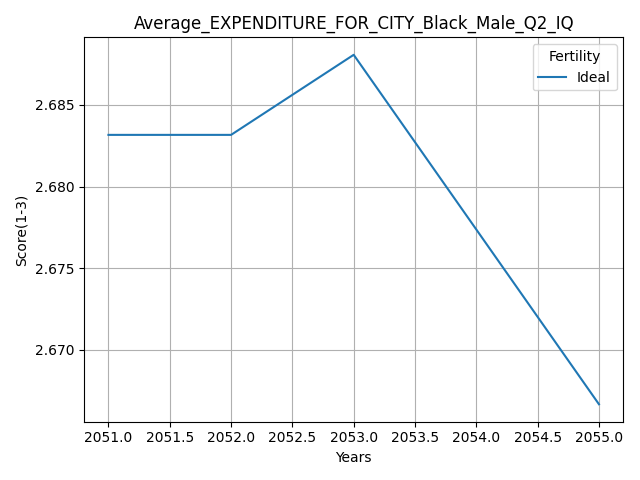 Average_EXPENDITURE_FOR_CITY_Black_Male_Q2_IQ
Fertility
Ideal
2.685
2.680
2.675
2.670
Score(1-3)
2051.0 2051.5 2052.0 2052.5 2053.0 2053.5 2054.0 2054.5 2055.0
Years